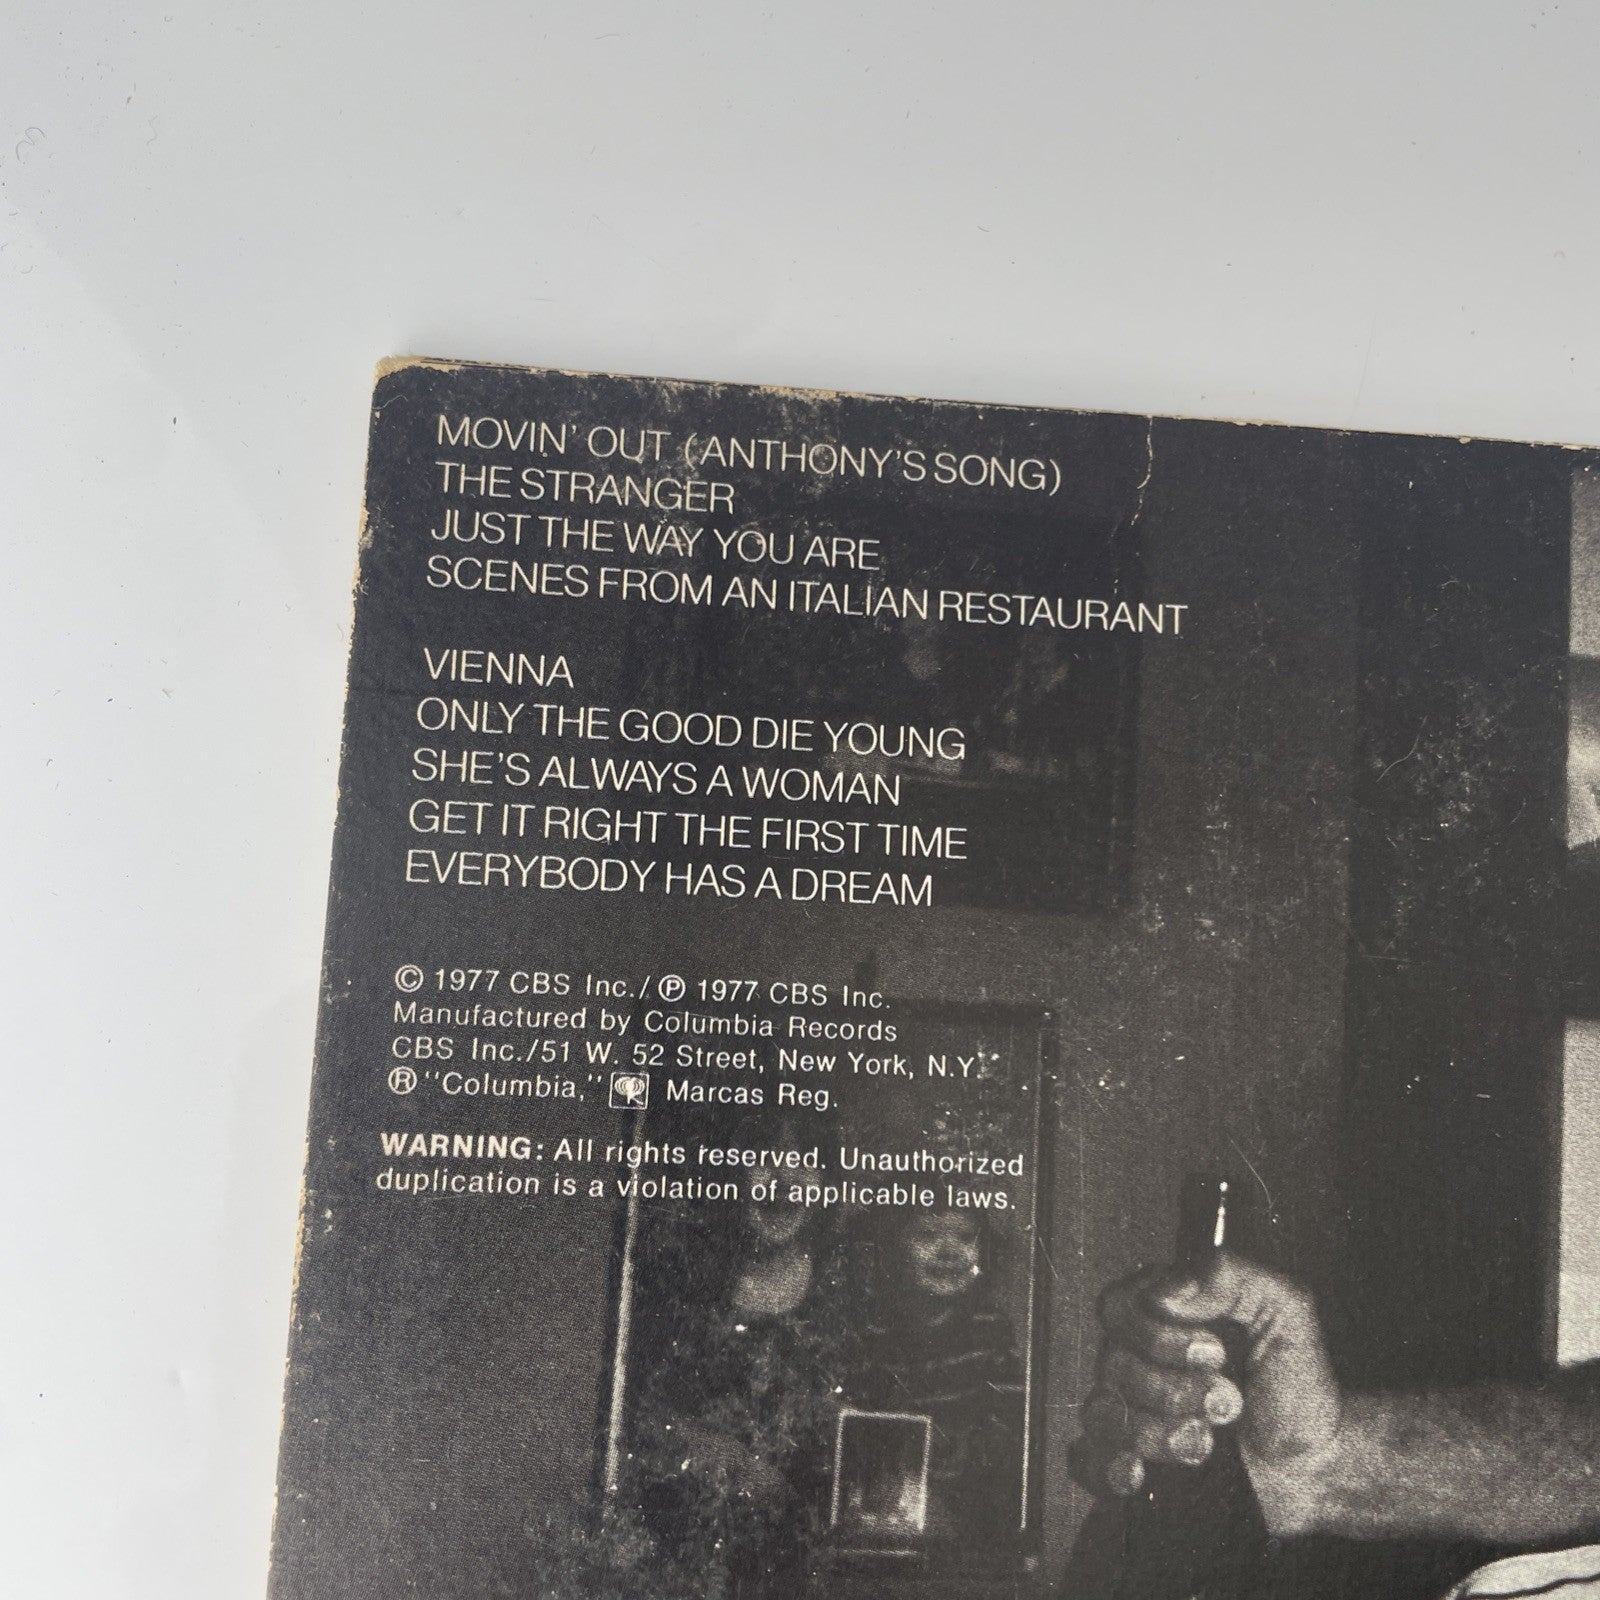 MOVIN' OUT (ANTHONY'S SONG)
THE STRANGER
JUST THE WAY YOU ARE
SCENES FROM AN ITALIAN RESTAURANT
VIENNA
ONLY THE GOOD DIE YOUNG
SHE'S ALWAYS A WOMAN
GET IT RIGHT THE FIRST TIME
EVERYBODY HAS A DREAM
© 1977 CBS Inc./ ℗ 1977 CBS Inc.
Manufactured by Columbia Records
CBS Inc./51 W. 52 Street, New York, N.Y.
® "Columbia," Marcas Reg.
WARNING: All rights reserved. Unauthorized
duplication is a violation of applicable laws.